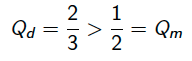 Q_d = 2/3 > 1/2 = Q_m